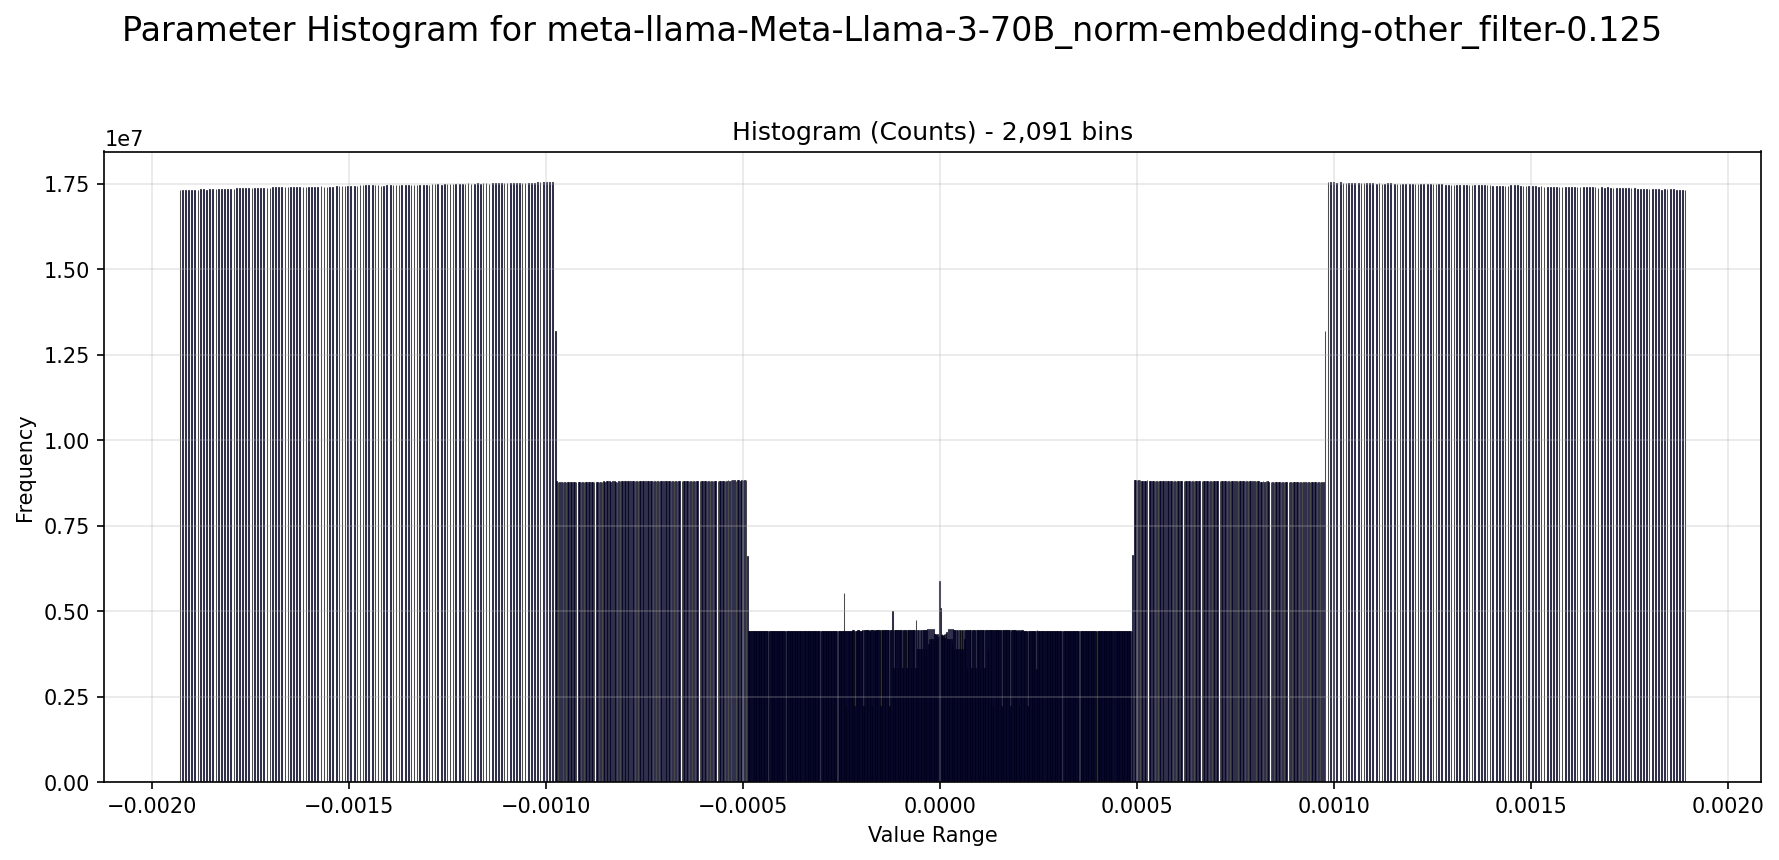 Parameter Histogram for meta-llama-Meta-Llama-3-70B_norm-embedding-other_filter-0.125
Histogram (Counts) - 2,091 bins
1e7
1.75
1.50
1.25
1.00
0.75
0.50
0.25
0.00
Frequency
−0.0020 −0.0015 −0.0010 −0.0005 0.0000 0.0005 0.0010 0.0015 0.0020
Value Range